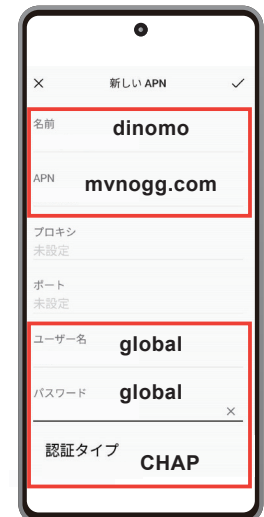 × 新しい APN ✓
名前 dinomo
APN mvnogg.com
プロキシ
未設定
ポート
未設定
ユーザー名 global
パスワード global ×
認証タイプ CHAP